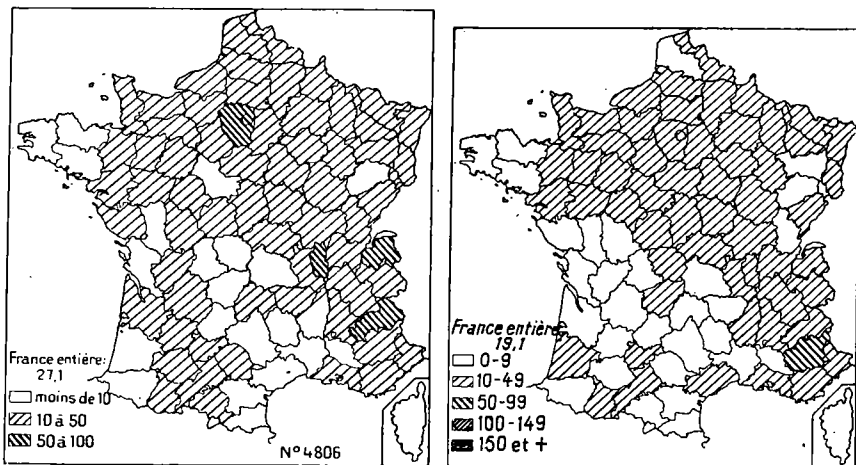 France entière:
27,1
moins de 10
10 à 50
50 à 100
N° 4806
France entière:
19,1
0-9
10-49
50-99
100-149
150 et +